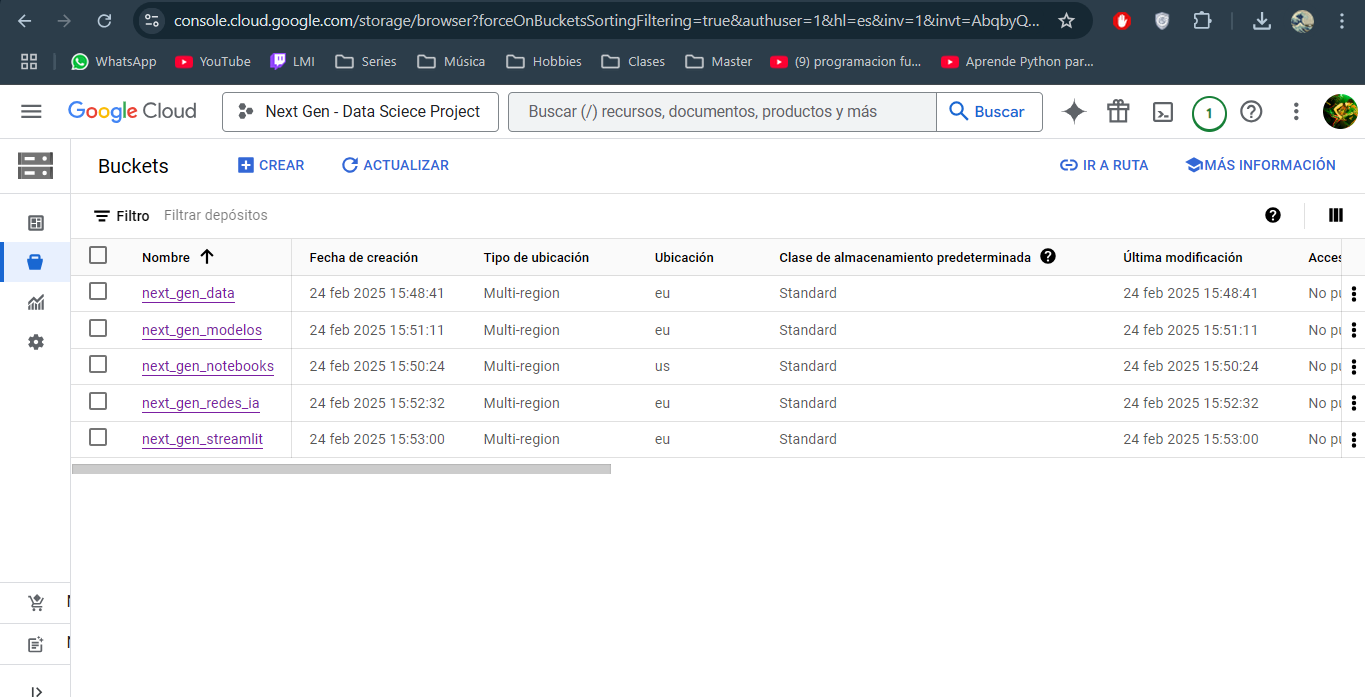 console.cloud.google.com/storage/browser?forceOnBucketsSortingFiltering=true&authuser=1&hl=es&inv=1&invt=AbqbyQ...
WhatsApp YouTube LMI Series Música Hobbies Clases Master (9) programacion fu... Aprende Python par...
Google Cloud Next Gen - Data Sciece Project Buscar (/) recursos, documentos, productos y más Buscar 1
Buckets CREAR ACTUALIZAR IR A RUTA MÁS INFORMACIÓN
Filtro Filtrar depósitos
Nombre Fecha de creación Tipo de ubicación Ubicación Clase de almacenamiento predeterminada Última modificación Acces
next_gen_data 24 feb 2025 15:48:41 Multi-region eu Standard 24 feb 2025 15:48:41 No pu
next_gen_modelos 24 feb 2025 15:51:11 Multi-region eu Standard 24 feb 2025 15:51:11 No pu
next_gen_notebooks 24 feb 2025 15:50:24 Multi-region us Standard 24 feb 2025 15:50:24 No pu
next_gen_redes_ia 24 feb 2025 15:52:32 Multi-region eu Standard 24 feb 2025 15:52:32 No pu
next_gen_streamlit 24 feb 2025 15:53:00 Multi-region eu Standard 24 feb 2025 15:53:00 No pu